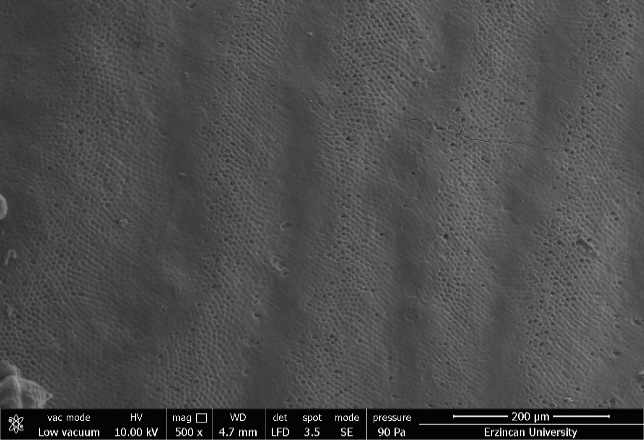 vac mode HV mag □ WD det spot mode pressure 200 µm
Low vacuum 10.00 kV 500 x 4.7 mm LFD 3.5 SE 90 Pa Erzincan University